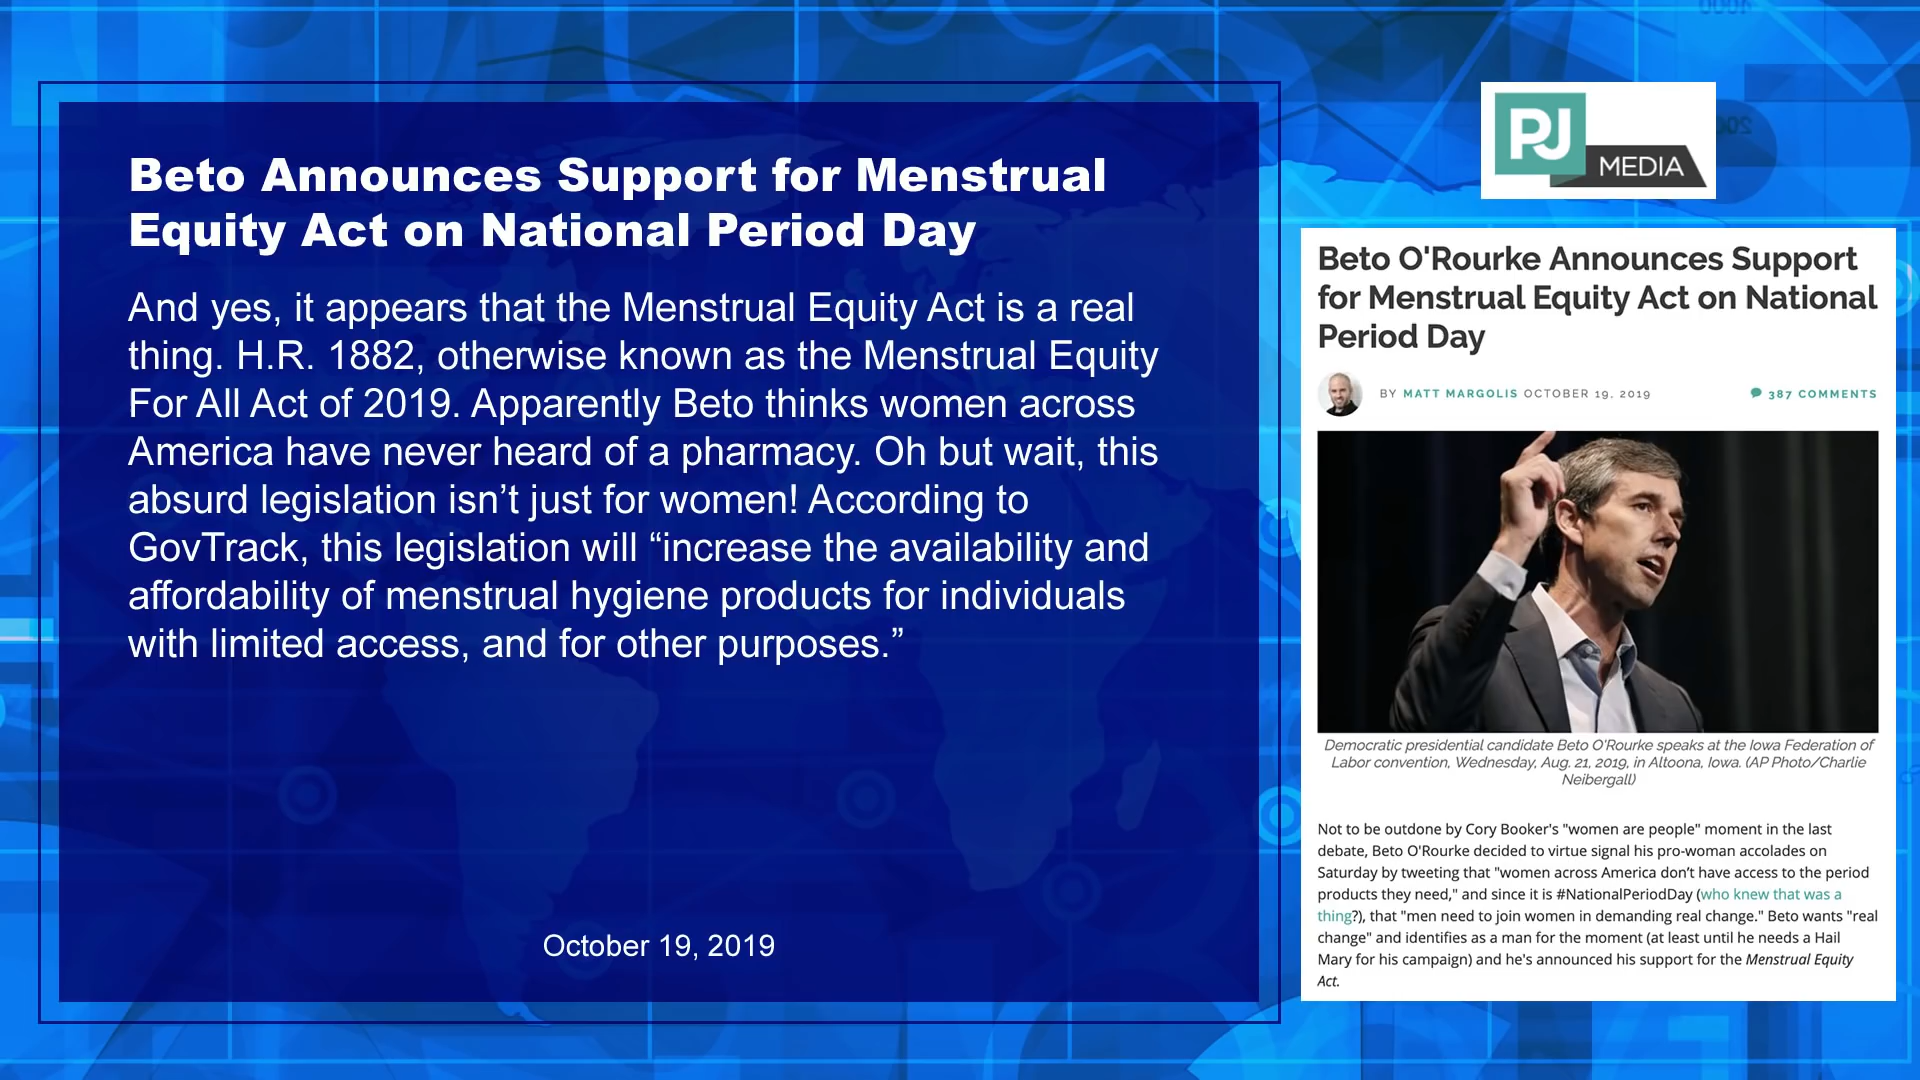 Beto Announces Support for Menstrual
Equity Act on National Period Day
And yes, it appears that the Menstrual Equity Act is a real
thing. H.R. 1882, otherwise known as the Menstrual Equity
For All Act of 2019. Apparently Beto thinks women across
America have never heard of a pharmacy. Oh but wait, this
absurd legislation isn’t just for women! According to
GovTrack, this legislation will “increase the availability and
affordability of menstrual hygiene products for individuals
with limited access, and for other purposes.”
October 19, 2019
PJ
MEDIA
Beto O'Rourke Announces Support
for Menstrual Equity Act on National
Period Day
BY MATT MARGOLIS OCTOBER 19, 2019
387 COMMENTS
Democratic presidential candidate Beto O'Rourke speaks at the Iowa Federation of
Labor convention, Wednesday, Aug. 21, 2019, in Altoona, Iowa. (AP Photo/Charlie
Neibergall)
Not to be outdone by Cory Booker's "women are people" moment in the last
debate, Beto O'Rourke decided to virtue signal his pro-woman accolades on
Saturday by tweeting that "women across America don’t have access to the period
products they need," and since it is #NationalPeriodDay (who knew that was a
thing?), that "men need to join women in demanding real change." Beto wants "real
change" and identifies as a man for the moment (at least until he needs a Hail
Mary for his campaign) and he's announced his support for the Menstrual Equity
Act.